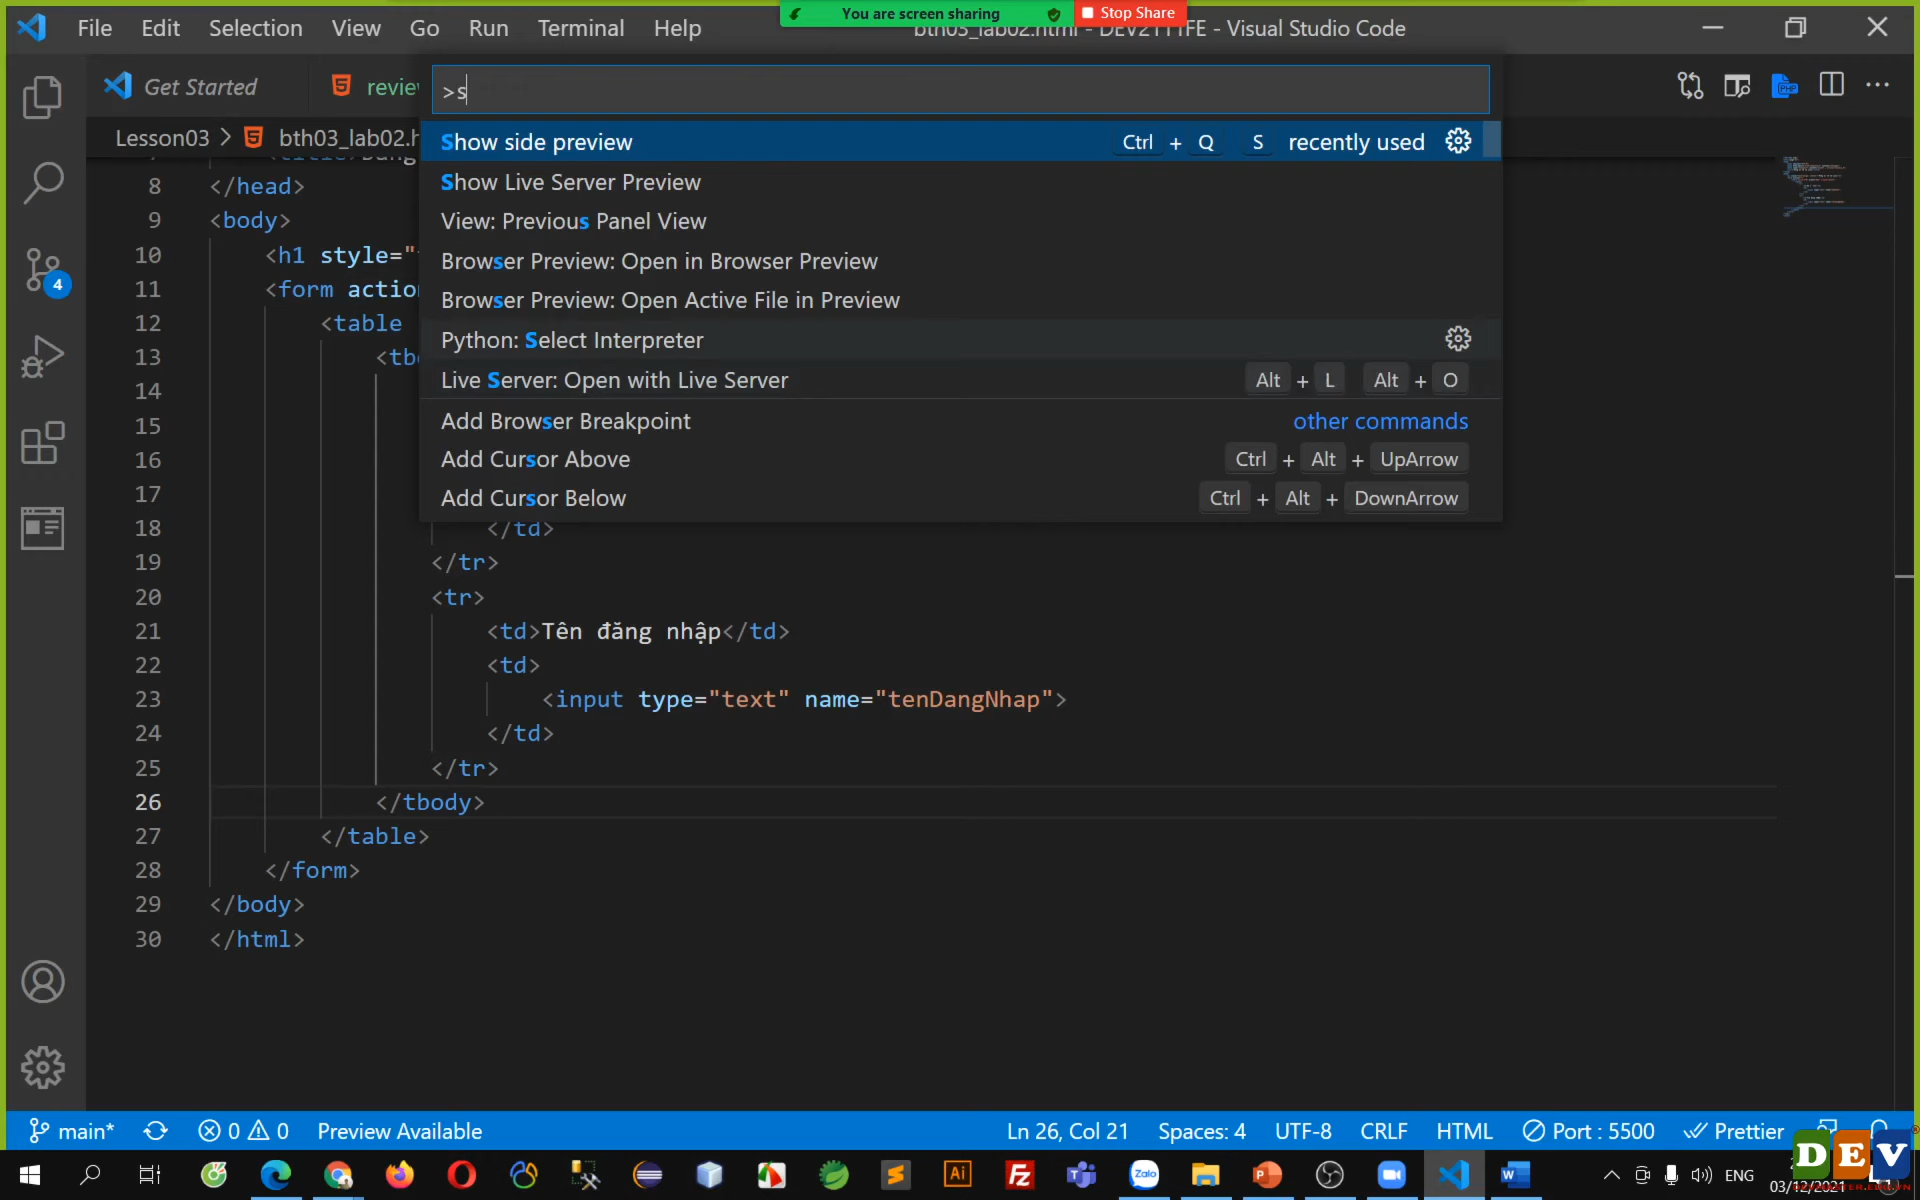 You are screen sharing
Stop Share
File Edit Selection View Go Run Terminal Help
DEV2111FE - Visual Studio Code
Get Started
>s
Lesson03 > bth03_lab02.h
Show side preview Ctrl + Q S recently used
Show Live Server Preview
View: Previous Panel View
Browser Preview: Open in Browser Preview
Browser Preview: Open Active File in Preview
Python: Select Interpreter
Live Server: Open with Live Server Alt + L Alt + O
Add Browser Breakpoint other commands
Add Cursor Above Ctrl + Alt + UpArrow
Add Cursor Below Ctrl + Alt + DownArrow
8 </head>
9 <body>
10 <h1 style="
11 <form action
12 <table
13 <tb
14
15
16
17
18 </td>
19 </tr>
20 <tr>
21 <td>Tên đăng nhập</td>
22 <td>
23 <input type="text" name="tenDangNhap">
24 </td>
25 </tr>
26 </tbody>
27 </table>
28 </form>
29 </body>
30 </html>
4
main* 0 0 Preview Available Ln 26, Col 21 Spaces: 4 UTF-8 CRLF HTML Port : 5500 Prettier
Ai Fz Zalo P W ENG
03/12/2021
DEV